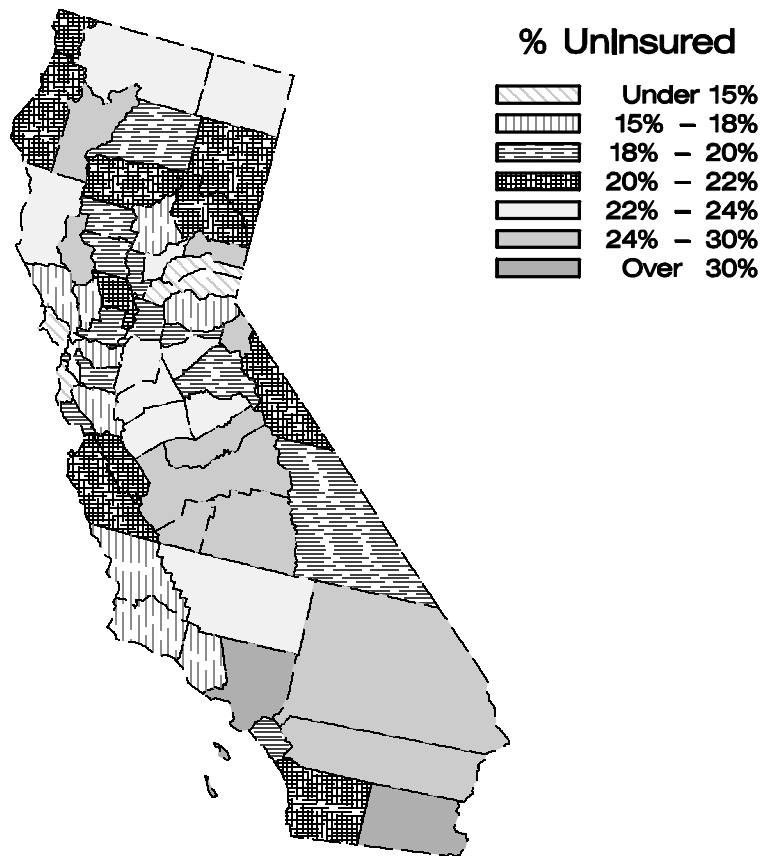 % Uninsured
Under 15%
15% – 18%
18% – 20%
20% – 22%
22% – 24%
24% – 30%
Over 30%